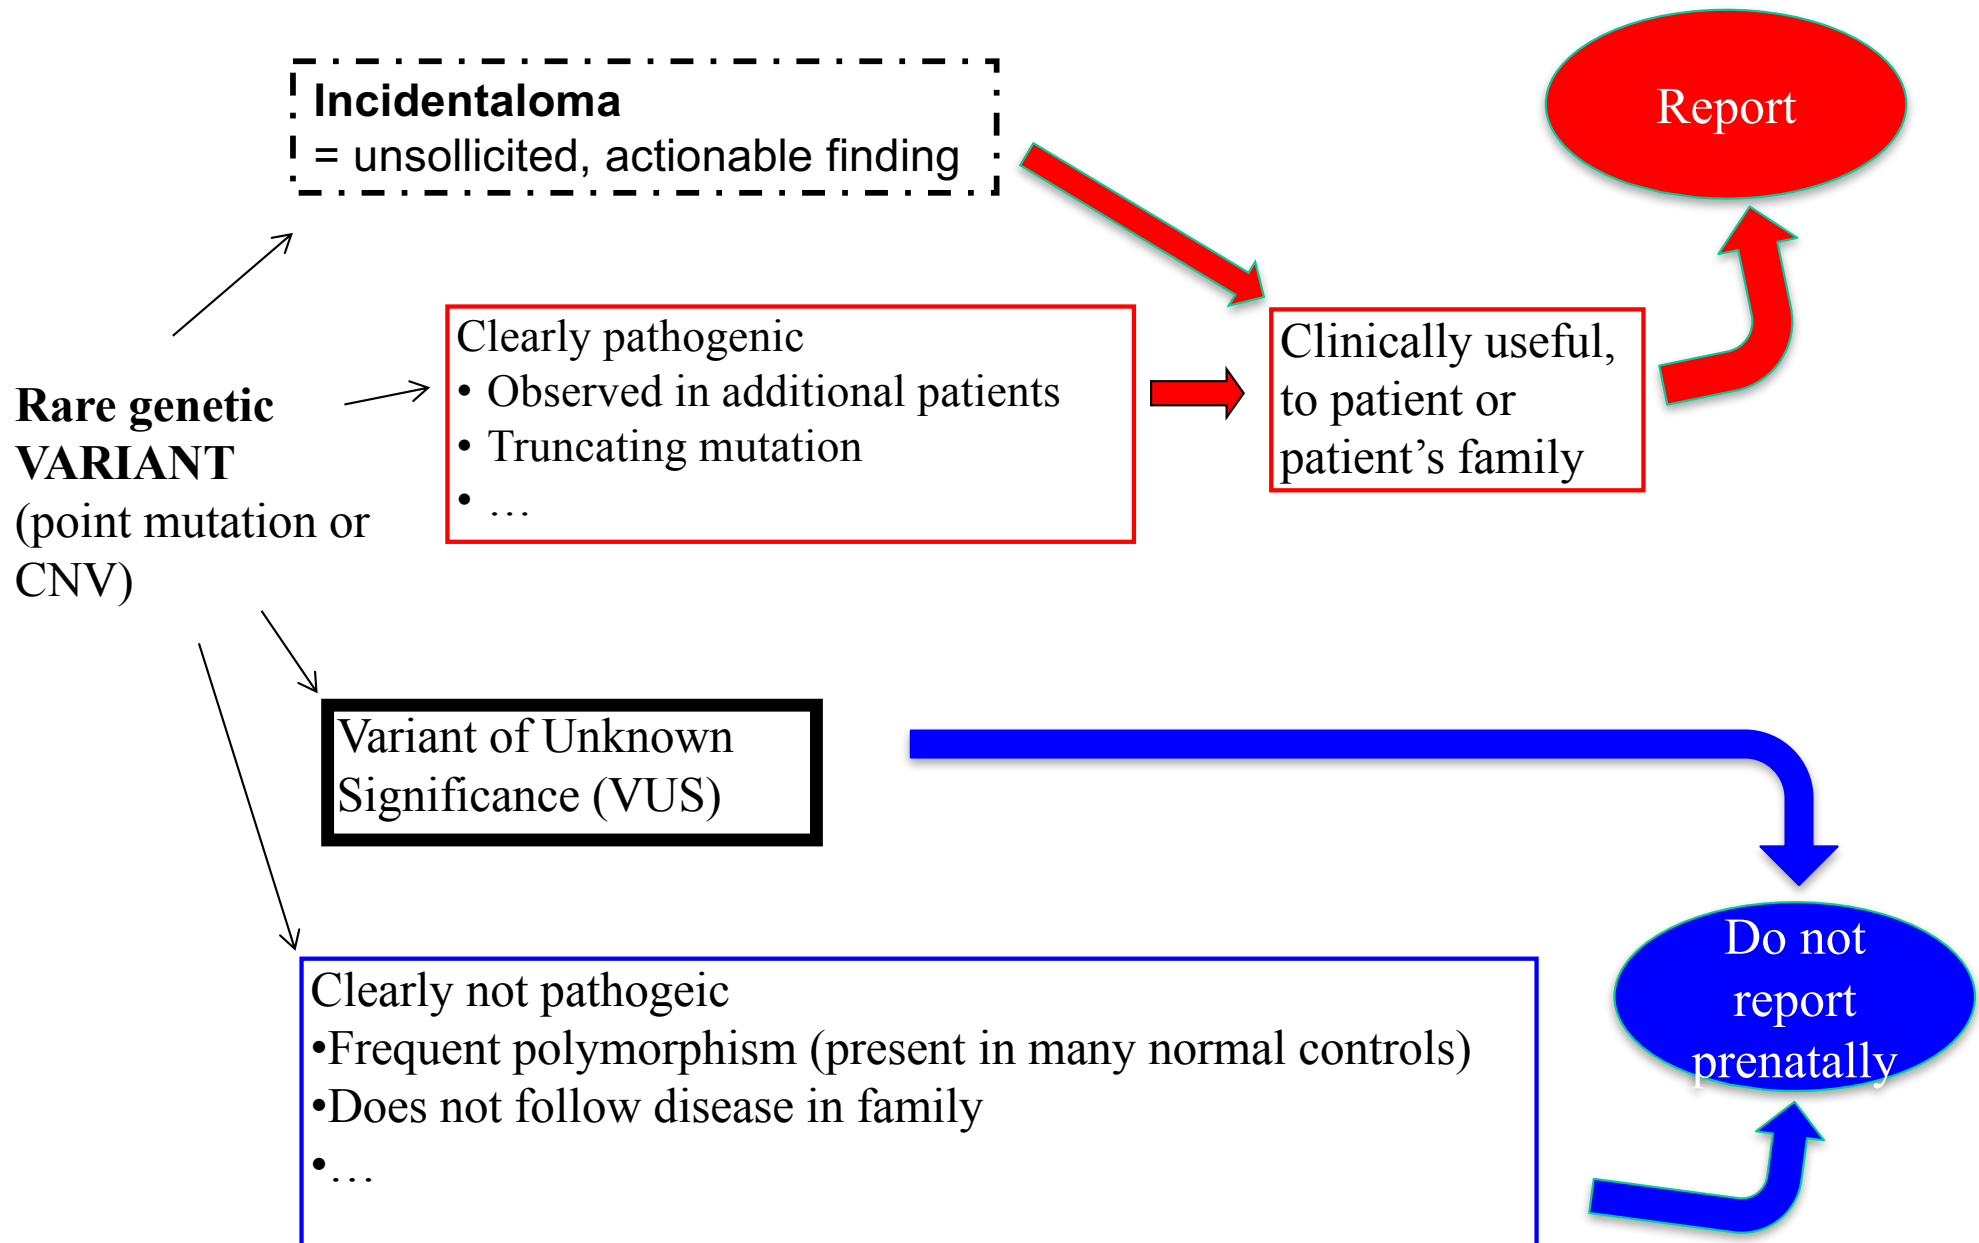 Incidentaloma
= unsollicited, actionable finding
Report
Clearly pathogenic
• Observed in additional patients
• Truncating mutation
• …
Clinically useful,
to patient or
patient’s family
Rare genetic
VARIANT
(point mutation or
CNV)
Variant of Unknown
Significance (VUS)
Do not
report
prenatally
Clearly not pathogeic
•Frequent polymorphism (present in many normal controls)
•Does not follow disease in family
•…